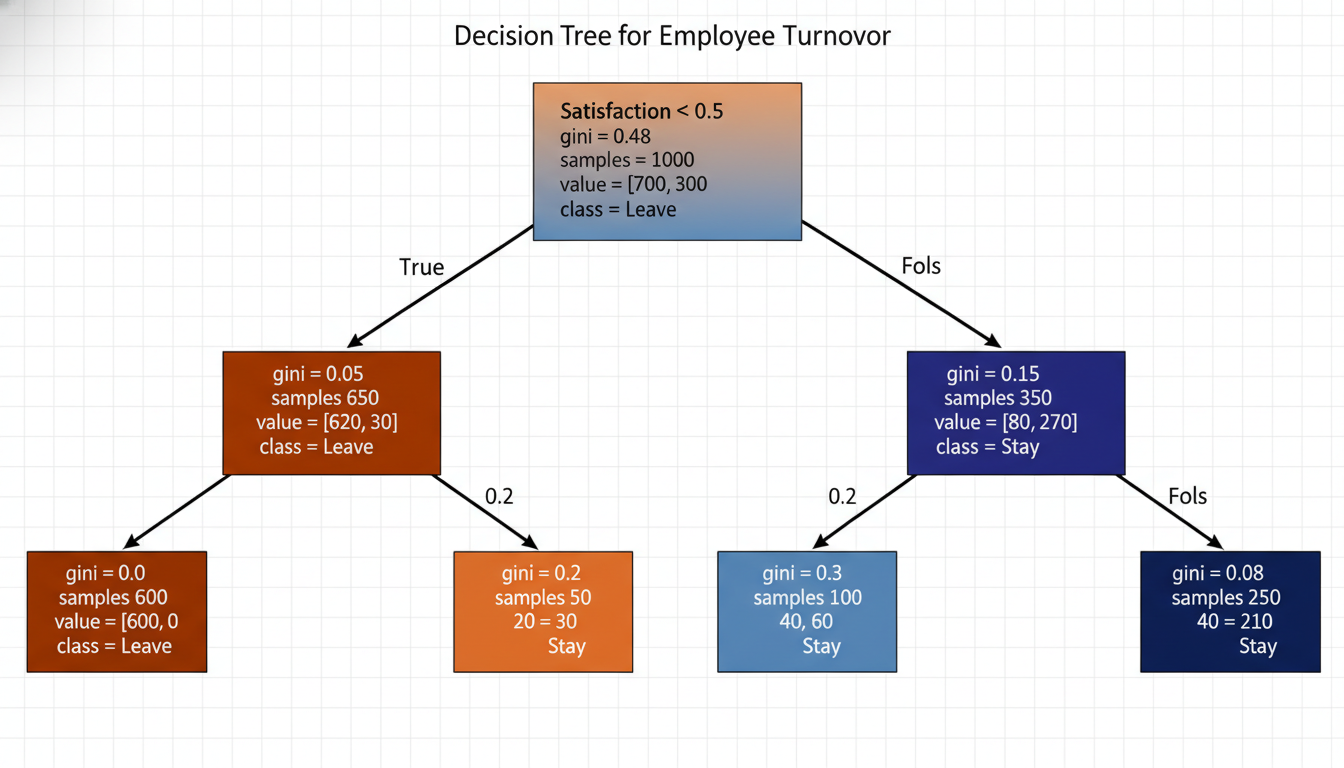 Decision Tree for Employee Turnovor
Satisfaction < 0.5
gini = 0.48
samples = 1000
value = [700, 300
class = Leave
True
Fols
gini = 0.05
samples 650
value = [620, 30]
class = Leave
gini = 0.15
samples 350
value = [80, 270]
class = Stay
0.2
0.2
Fols
gini = 0.0
samples 600
value = [600, 0
class = Leave
gini = 0.2
samples 50
20 = 30
Stay
gini = 0.3
samples 100
40, 60
Stay
gini = 0.08
samples 250
40 = 210
Stay